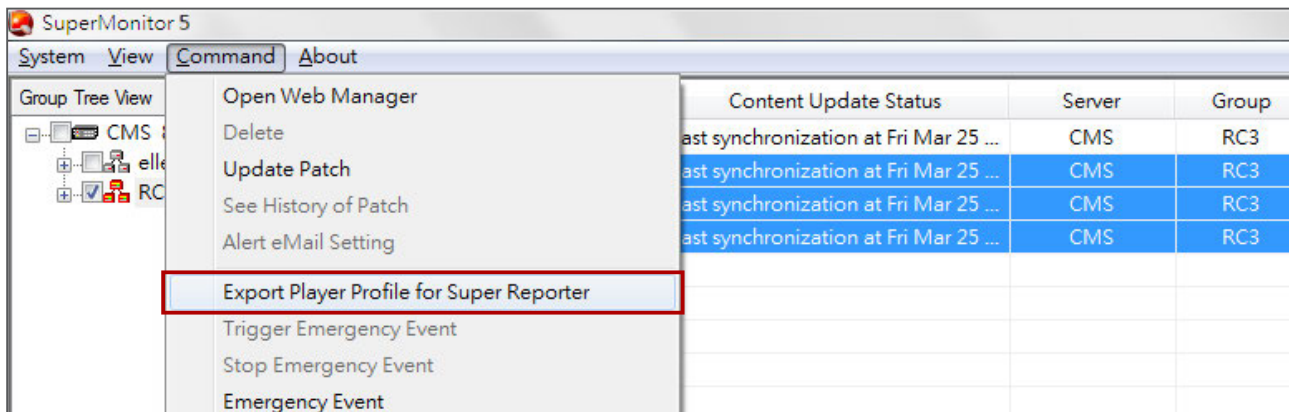 SuperMonitor 5
System View Command About
Group Tree View
Content Update Status Server Group
CMS
elle
RC
Open Web Manager
Delete
Update Patch
See History of Patch
Alert eMail Setting
Export Player Profile for Super Reporter
Trigger Emergency Event
Stop Emergency Event
Emergency Event
ast synchronization at Fri Mar 25 ... CMS RC3
ast synchronization at Fri Mar 25 ... CMS RC3
ast synchronization at Fri Mar 25 ... CMS RC3
ast synchronization at Fri Mar 25 ... CMS RC3